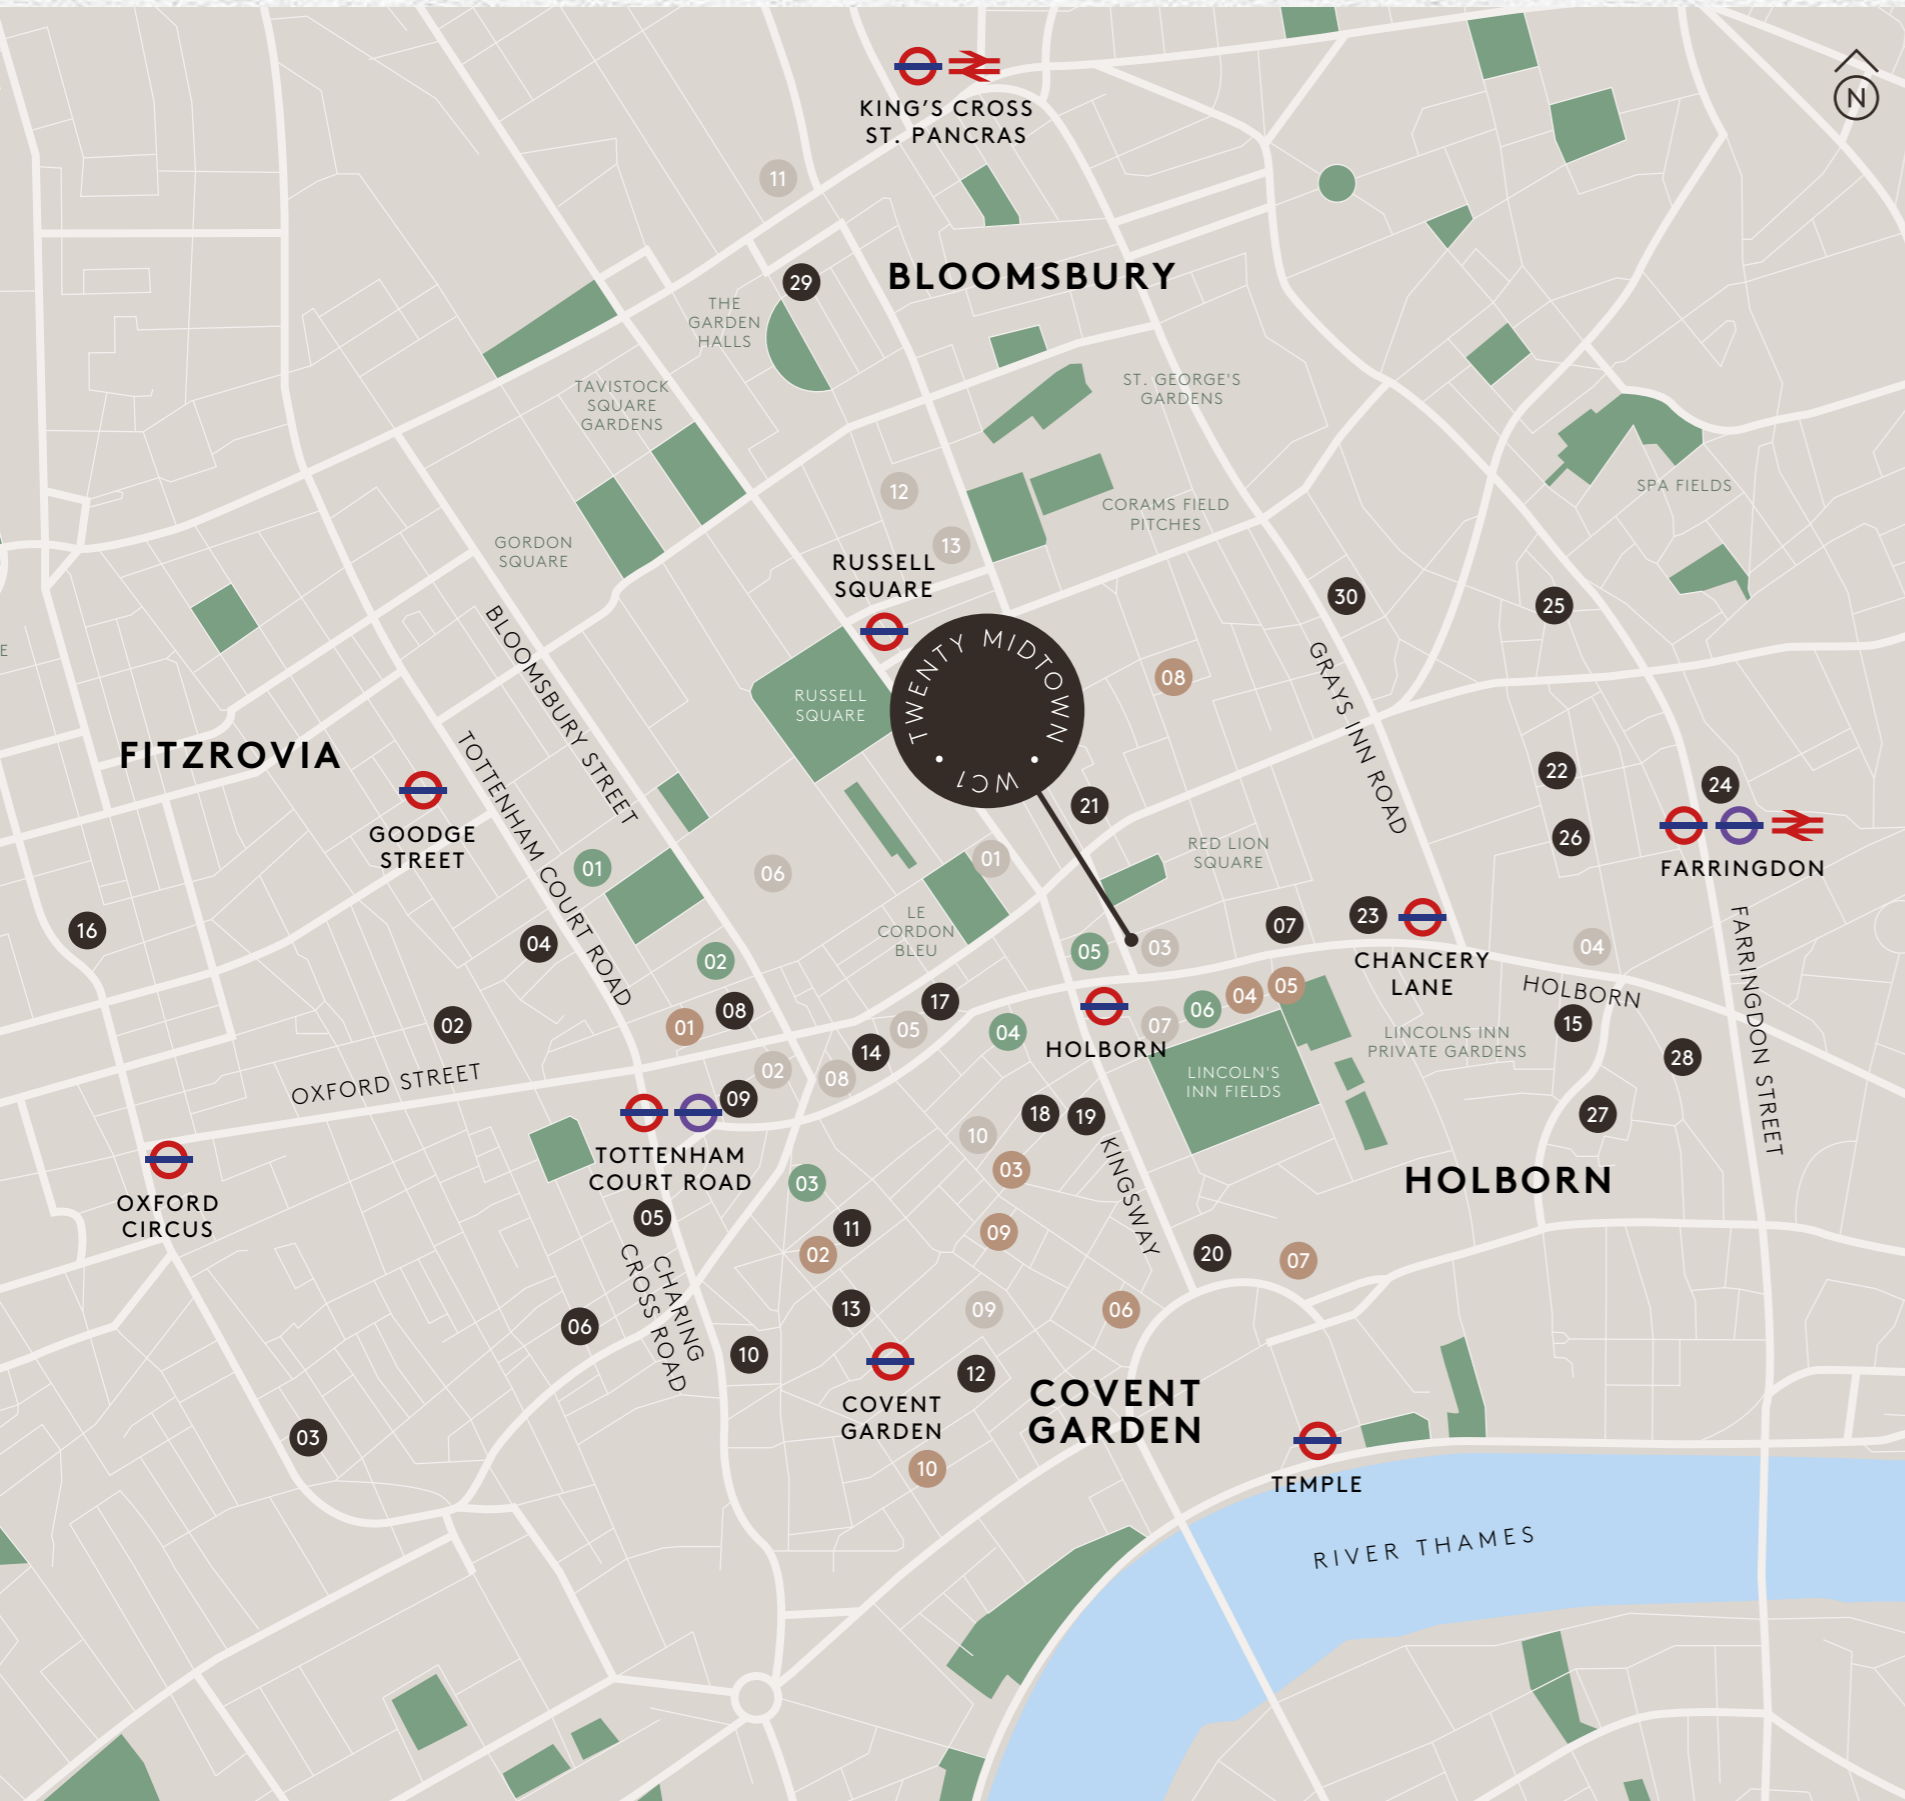 N
KING'S CROSS
ST. PANCRAS
11
BLOOMSBURY
29
THE
GARDEN
HALLS
TAVISTOCK
SQUARE
GARDENS
ST. GEORGE'S
GARDENS
SPA FIELDS
12
CORAMS FIELD
PITCHES
GORDON
SQUARE
13
RUSSELL
SQUARE
30
25
E
BLOOMSBURY STREET
TWENTY MIDTOWN
WC1
RUSSELL
SQUARE
08
GRAYS INN ROAD
FITZROVIA
TOTTENHAM COURT ROAD
GOODGE
STREET
22
24
21
26
FARRINGDON
01
06
01
RED LION
SQUARE
LE
CORDON
BLEU
16
04
02
05
03
07
23
CHANCERY
LANE
04
HOLBORN
FARRINGDON STREET
02
01
08
05
17
04
HOLBORN
07
06
04
05
15
LINCOLNS INN
PRIVATE GARDENS
28
OXFORD STREET
02
08
14
LINCOLN'S
INN FIELDS
09
TOTTENHAM
COURT ROAD
18
19
27
10
03
KINGSWAY
HOLBORN
OXFORD
CIRCUS
03
05
11
02
09
20
07
CHARING
CROSS ROAD
06
13
09
06
10
12
COVENT
GARDEN
COVENT
GARDEN
03
10
TEMPLE
RIVER THAMES